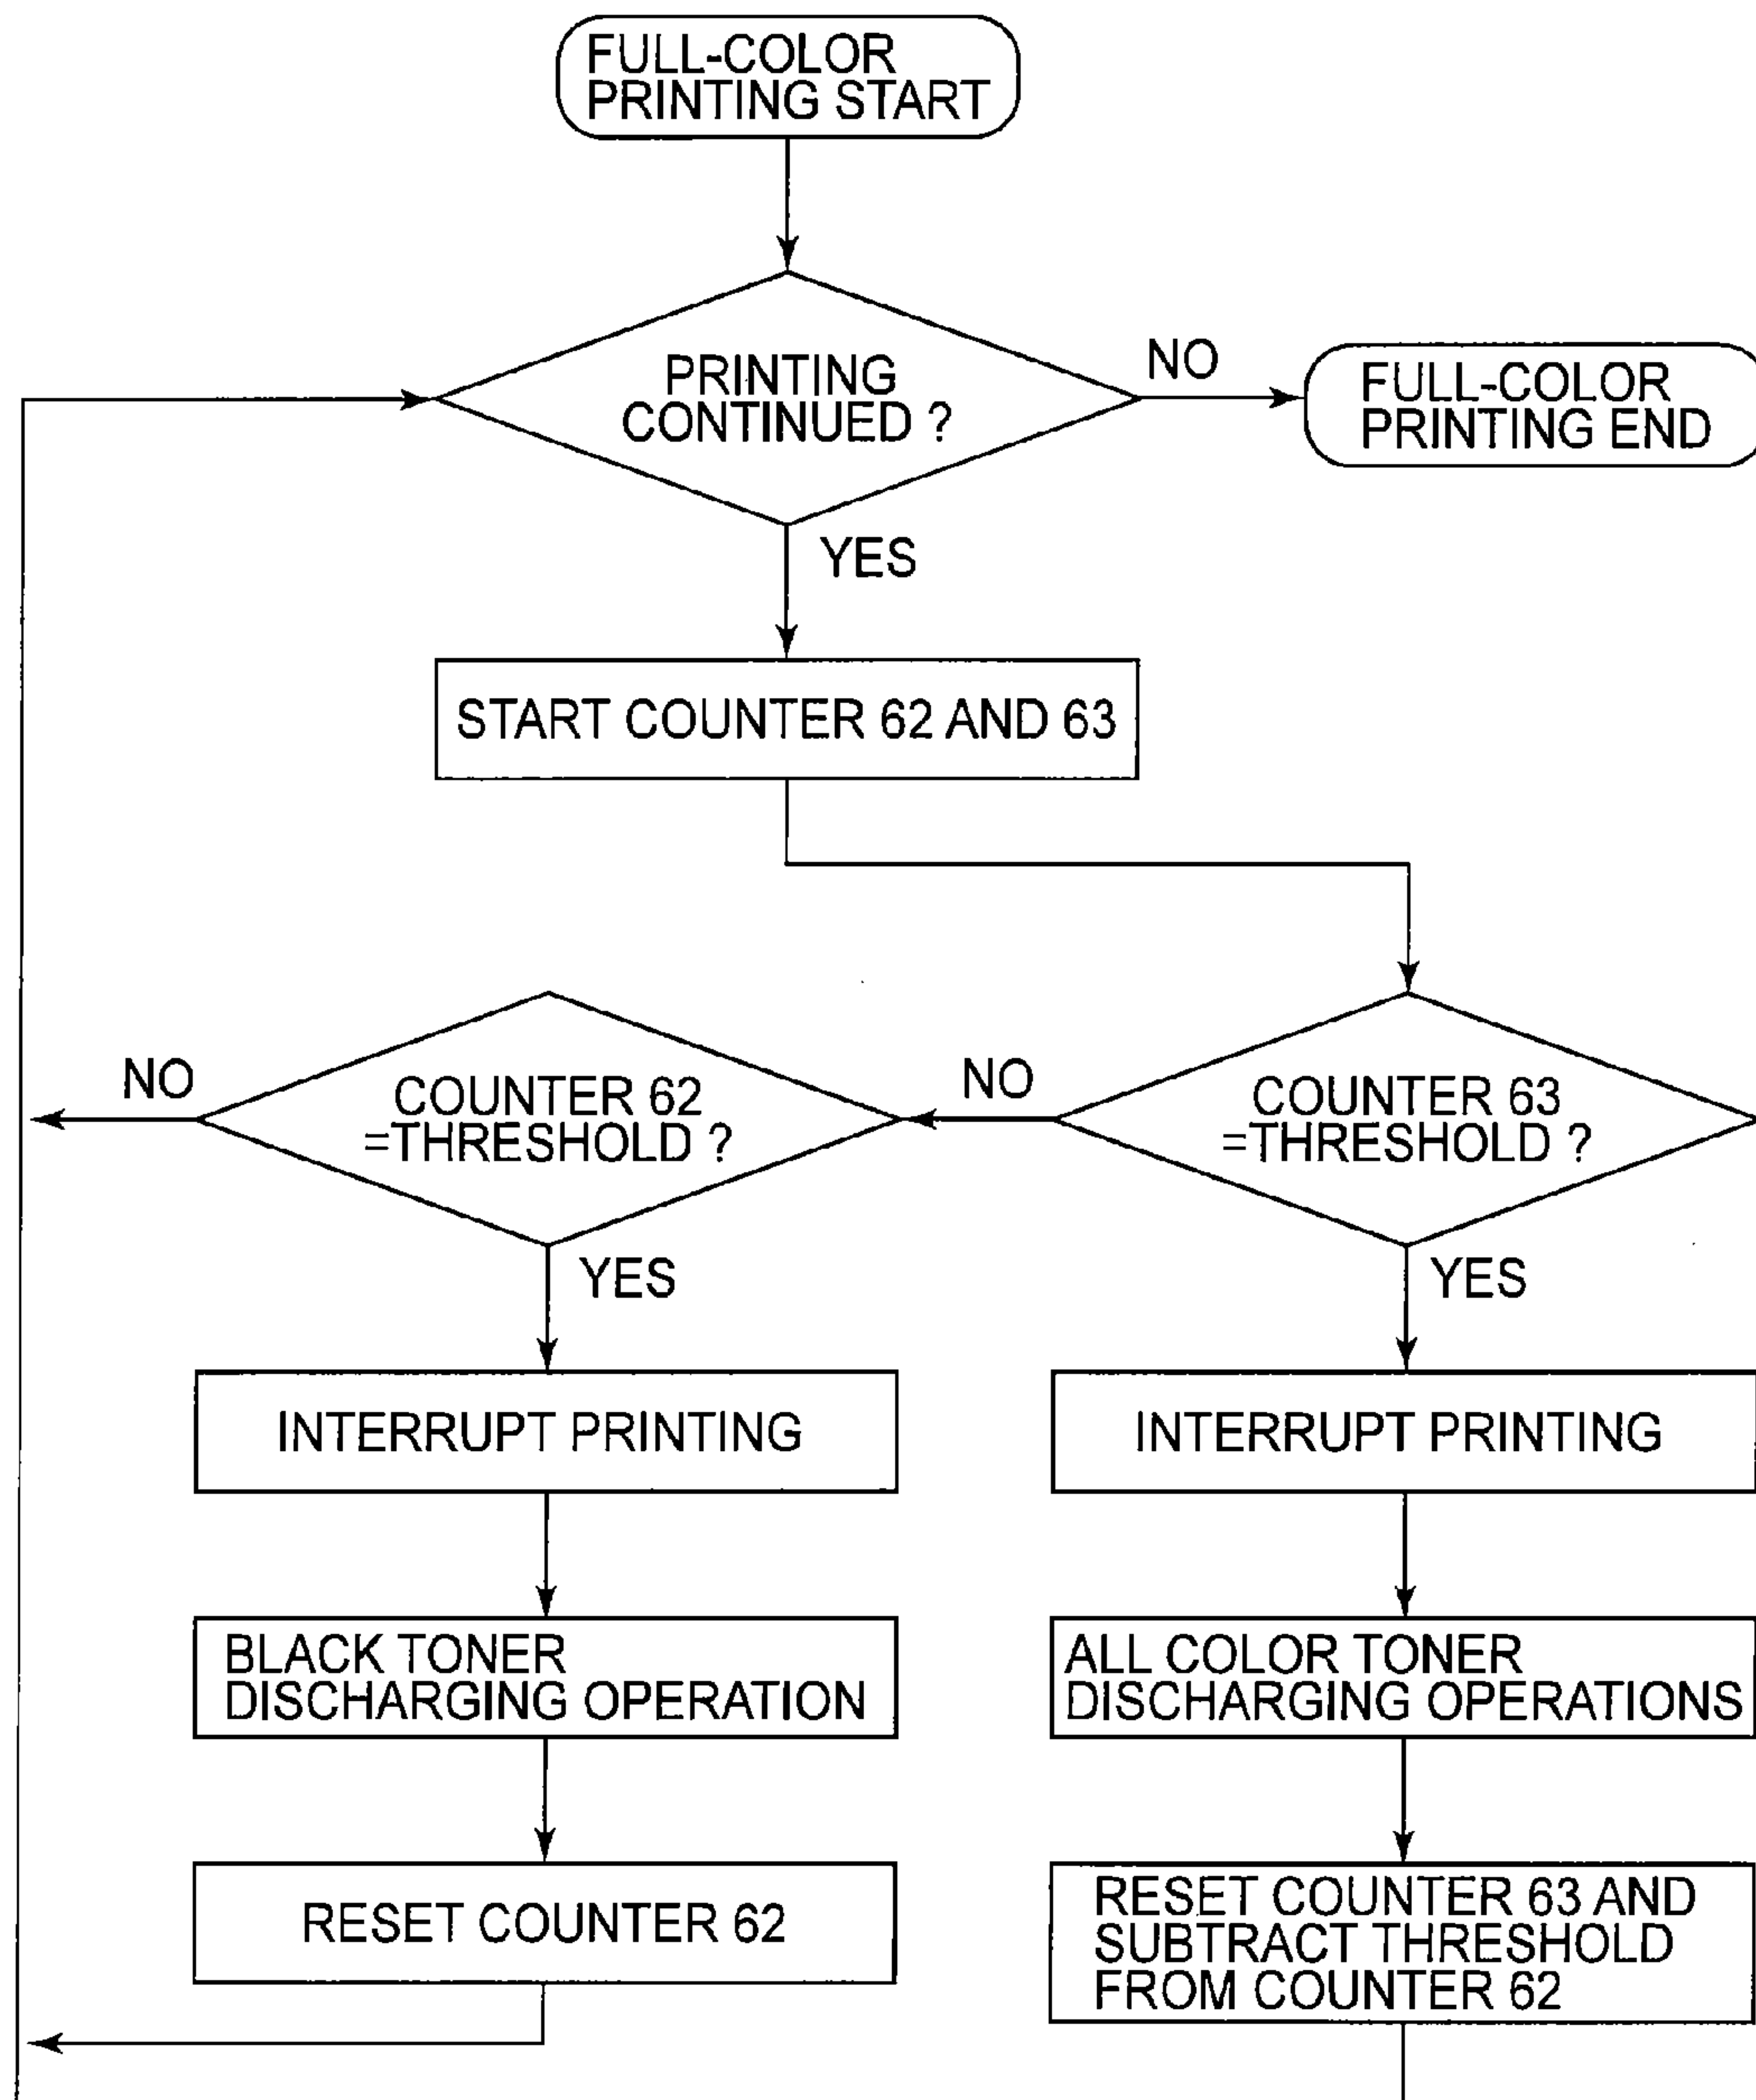 FULL-COLOR
PRINTING START
PRINTING
CONTINUED ?
NO
FULL-COLOR
PRINTING END
YES
START COUNTER 62 AND 63
NO
COUNTER 62
=THRESHOLD ?
NO
COUNTER 63
=THRESHOLD ?
YES
YES
INTERRUPT PRINTING
INTERRUPT PRINTING
BLACK TONER
DISCHARGING OPERATION
ALL COLOR TONER
DISCHARGING OPERATIONS
RESET COUNTER 62
RESET COUNTER 63 AND
SUBTRACT THRESHOLD
FROM COUNTER 62